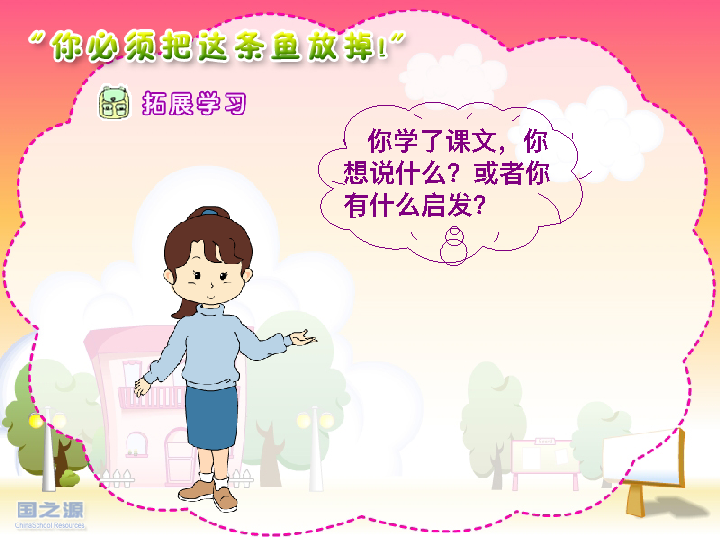 “你必须把这条鱼放掉!”
拓展学习
你学了课文，你
想说什么？或者你
有什么启发？
国之源
ChinaSchool Resources